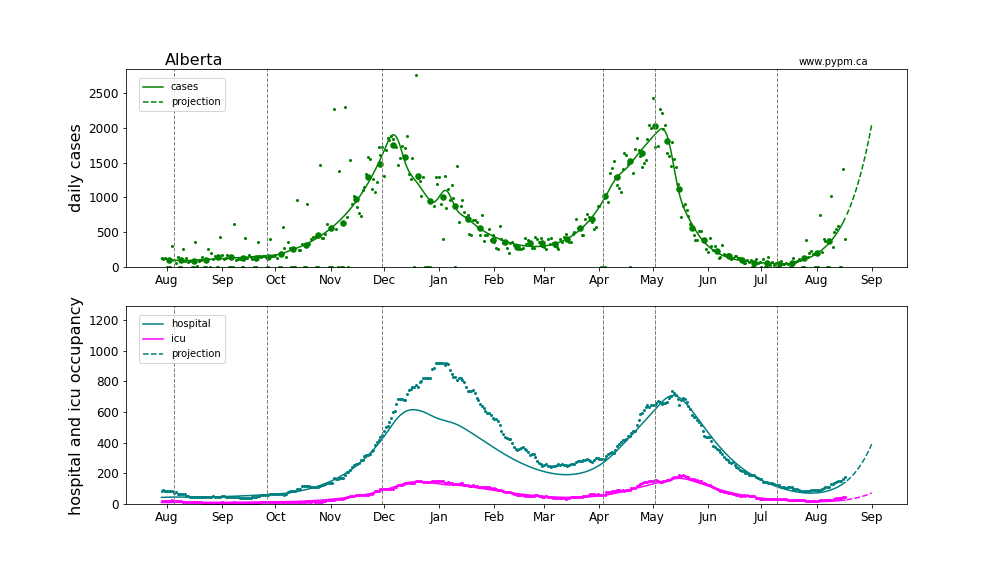 Alberta
www.pypm.ca
daily cases
cases
projection
2500
2000
1500
1000
500
0
Aug Sep Oct Nov Dec Jan Feb Mar Apr May Jun Jul Aug Sep
hospital and icu occupancy
hospital
icu
projection
1200
1000
800
600
400
200
0
Aug Sep Oct Nov Dec Jan Feb Mar Apr May Jun Jul Aug Sep